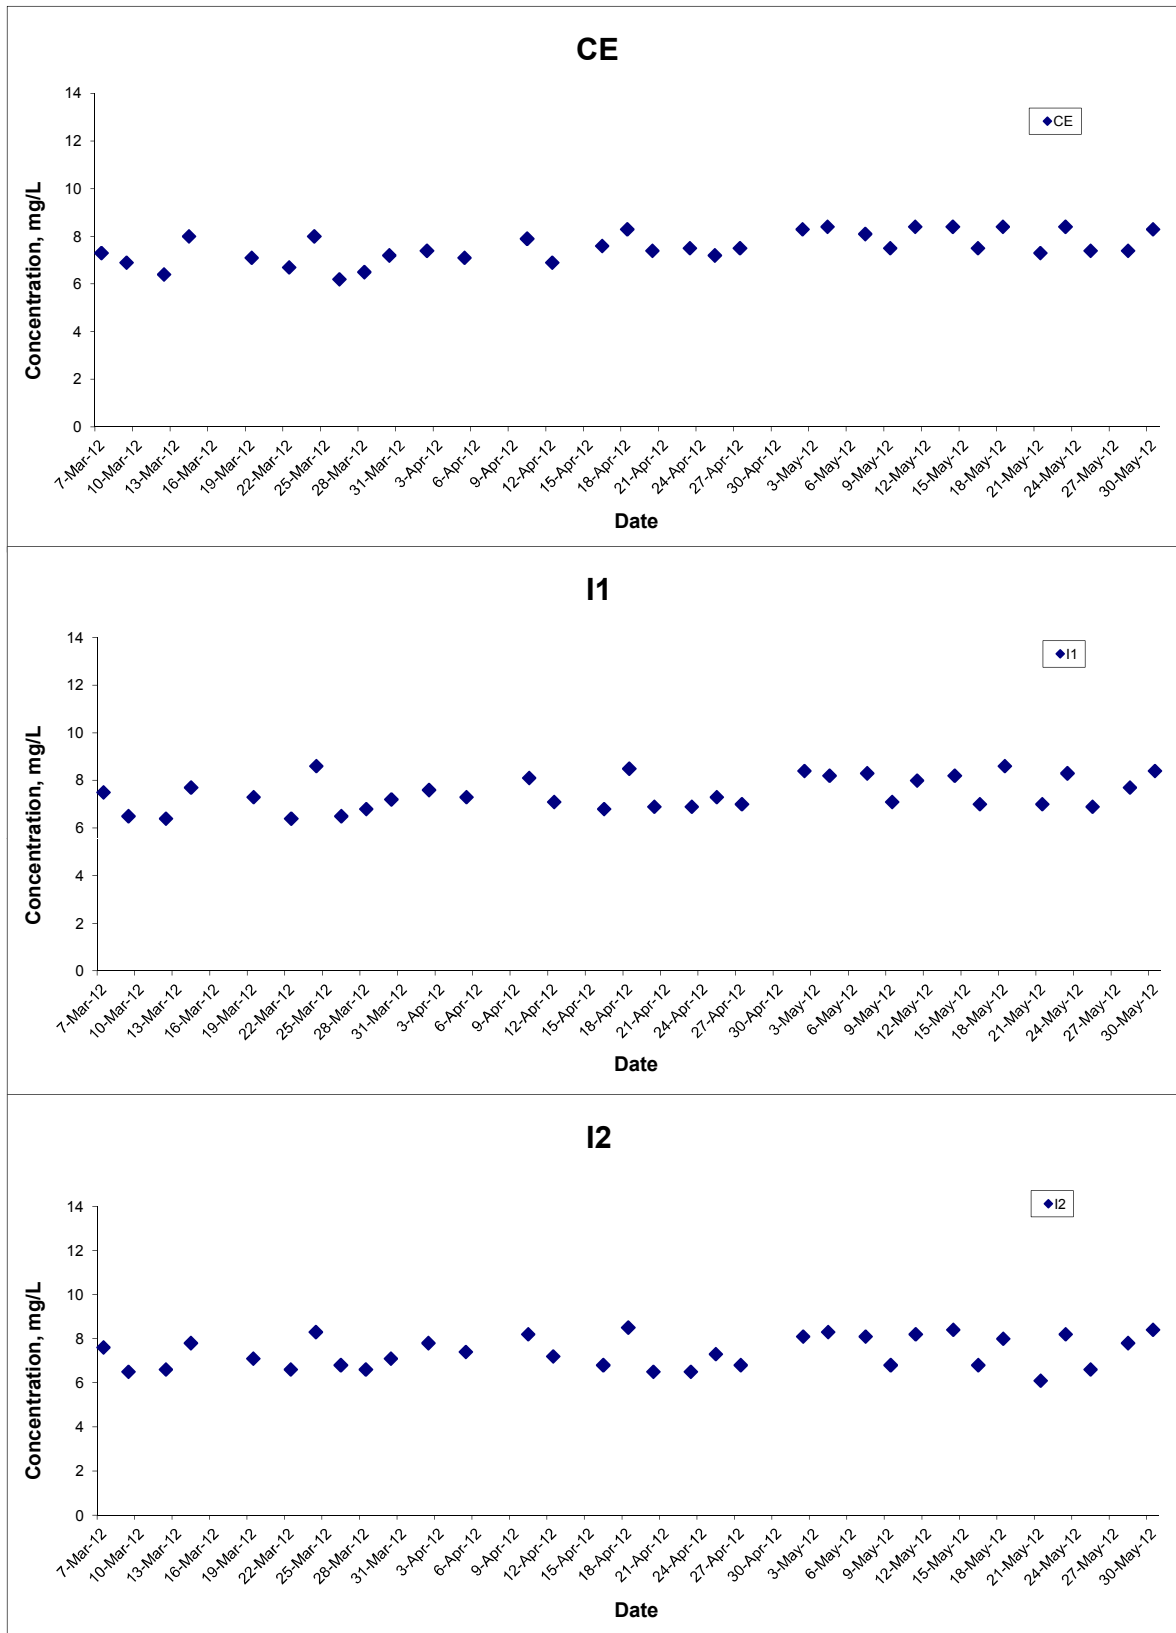 CE
14
12
10
8
6
4
2
0
Concentration, mg/L
CE
7-Mar-12
10-Mar-12
13-Mar-12
16-Mar-12
19-Mar-12
22-Mar-12
25-Mar-12
28-Mar-12
31-Mar-12
3-Apr-12
6-Apr-12
9-Apr-12
12-Apr-12
15-Apr-12
18-Apr-12
21-Apr-12
24-Apr-12
27-Apr-12
30-Apr-12
3-May-12
6-May-12
9-May-12
12-May-12
15-May-12
18-May-12
21-May-12
24-May-12
27-May-12
30-May-12
Date
I1
14
12
10
8
6
4
2
0
Concentration, mg/L
I1
7-Mar-12
10-Mar-12
13-Mar-12
16-Mar-12
19-Mar-12
22-Mar-12
25-Mar-12
28-Mar-12
31-Mar-12
3-Apr-12
6-Apr-12
9-Apr-12
12-Apr-12
15-Apr-12
18-Apr-12
21-Apr-12
24-Apr-12
27-Apr-12
30-Apr-12
3-May-12
6-May-12
9-May-12
12-May-12
15-May-12
18-May-12
21-May-12
24-May-12
27-May-12
30-May-12
Date
I2
14
12
10
8
6
4
2
0
Concentration, mg/L
I2
7-Mar-12
10-Mar-12
13-Mar-12
16-Mar-12
19-Mar-12
22-Mar-12
25-Mar-12
28-Mar-12
31-Mar-12
3-Apr-12
6-Apr-12
9-Apr-12
12-Apr-12
15-Apr-12
18-Apr-12
21-Apr-12
24-Apr-12
27-Apr-12
30-Apr-12
3-May-12
6-May-12
9-May-12
12-May-12
15-May-12
18-May-12
21-May-12
24-May-12
27-May-12
30-May-12
Date